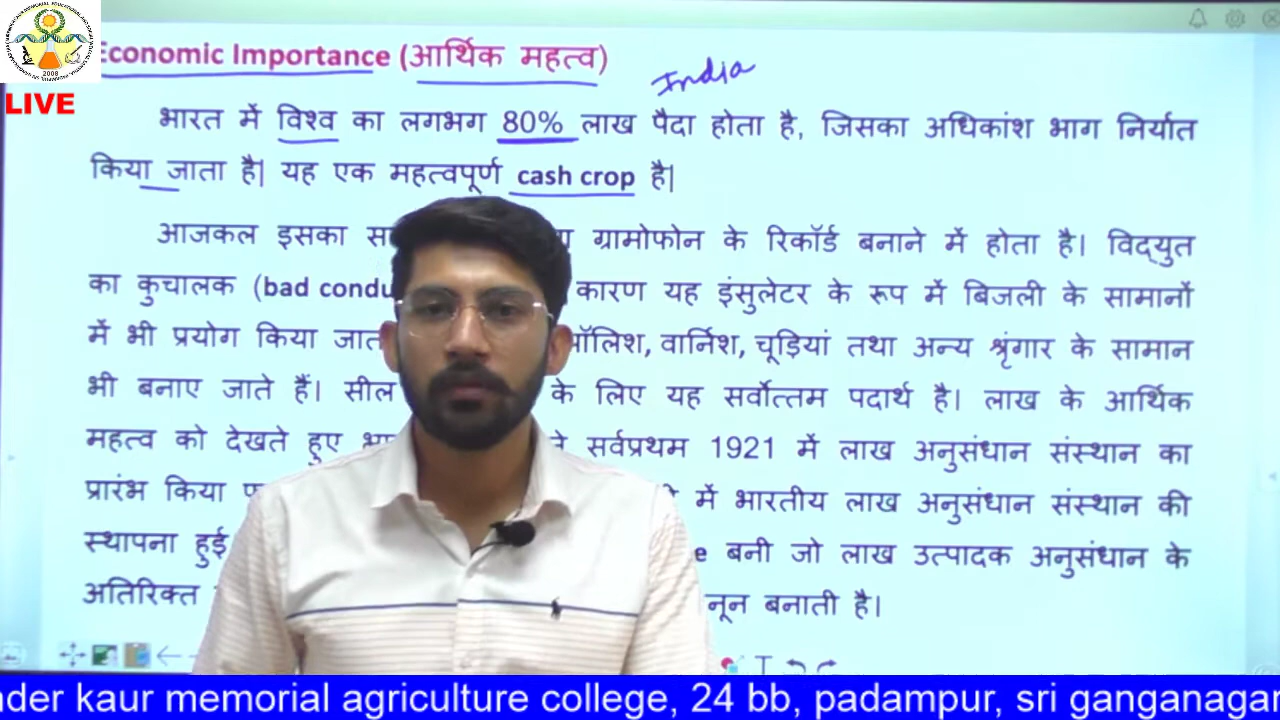 Economic Importance (आर्थिक महत्व)
India
भारत में विश्व का लगभग 80% लाख पैदा होता है, जिसका अधिकांश भाग निर्यात
किया जाता है| यह एक महत्वपूर्ण cash crop है|
आजकल इसका ग्रामोफोन के रिकॉर्ड बनाने में होता है। विद्युत
का कुचालक (bad कारण यह इंसुलेटर के रूप में बिजली के सामानों
में भी प्रयोग किया पॉलिश, वार्निश, चूड़ियां तथा अन्य श्रृंगार के सामान
भी बनाए जाते हैं। सील के लिए यह सर्वोत्तम पदार्थ है। लाख के आर्थिक
महत्व को देखते हुए सर्वप्रथम 1921 में लाख अनुसंधान संस्थान का
प्रारंभ किया में भारतीय लाख अनुसंधान संस्थान की
स्थापना हुई बनी जो लाख उत्पादक अनुसंधान के
अतिरिक्त बनाती है।
LIVE
2008
kaur memorial agriculture college, 24 bb, padampur, sri ganganagar